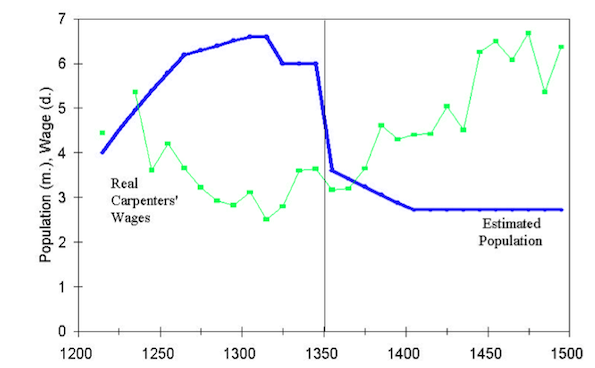 Population (m.), Wage (d.)
7
6
5
4
3
2
1
0
Real
Carpenters'
Wages
Estimated
Population
1200 1250 1300 1350 1400 1450 1500